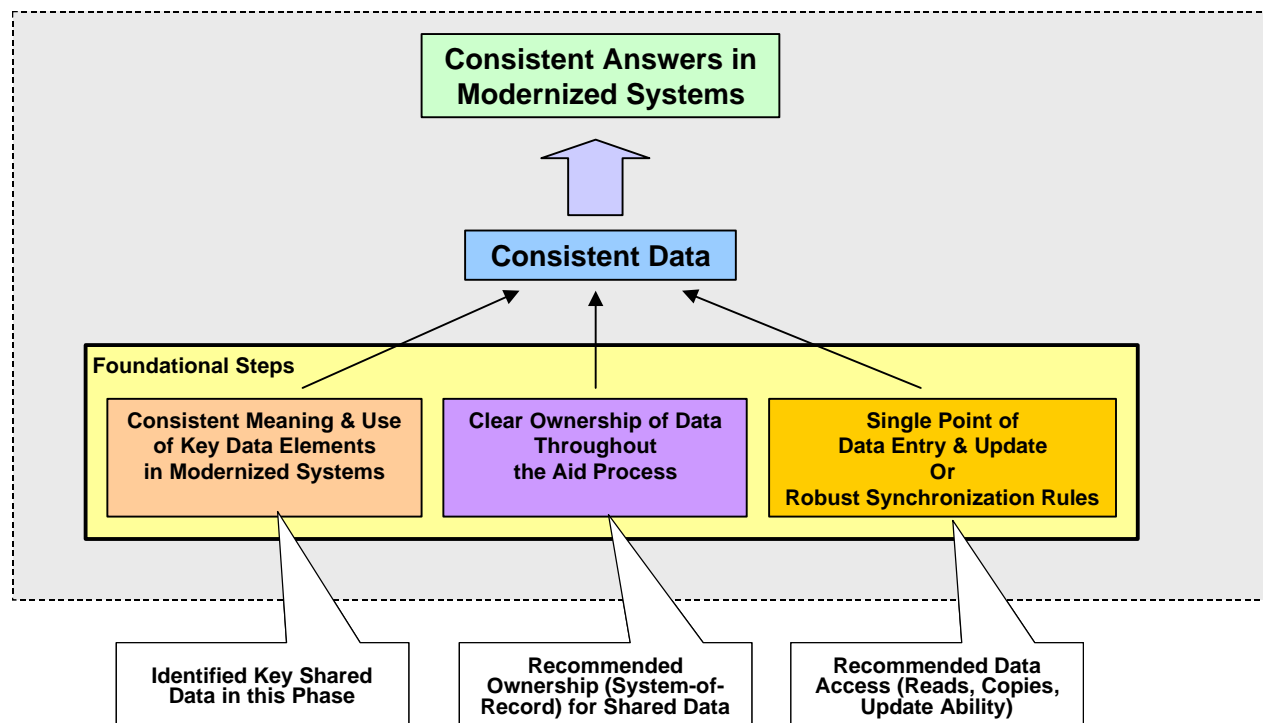 Consistent Answers in
Modernized Systems
Consistent Data
Foundational Steps
Consistent Meaning & Use
of Key Data Elements
in Modernized Systems
Clear Ownership of Data
Throughout
the Aid Process
Single Point of
Data Entry & Update
Or
Robust Synchronization Rules
Identified Key Shared
Data in this Phase
Recommended
Ownership (System-of-
Record) for Shared Data
Recommended Data
Access (Reads, Copies,
Update Ability)